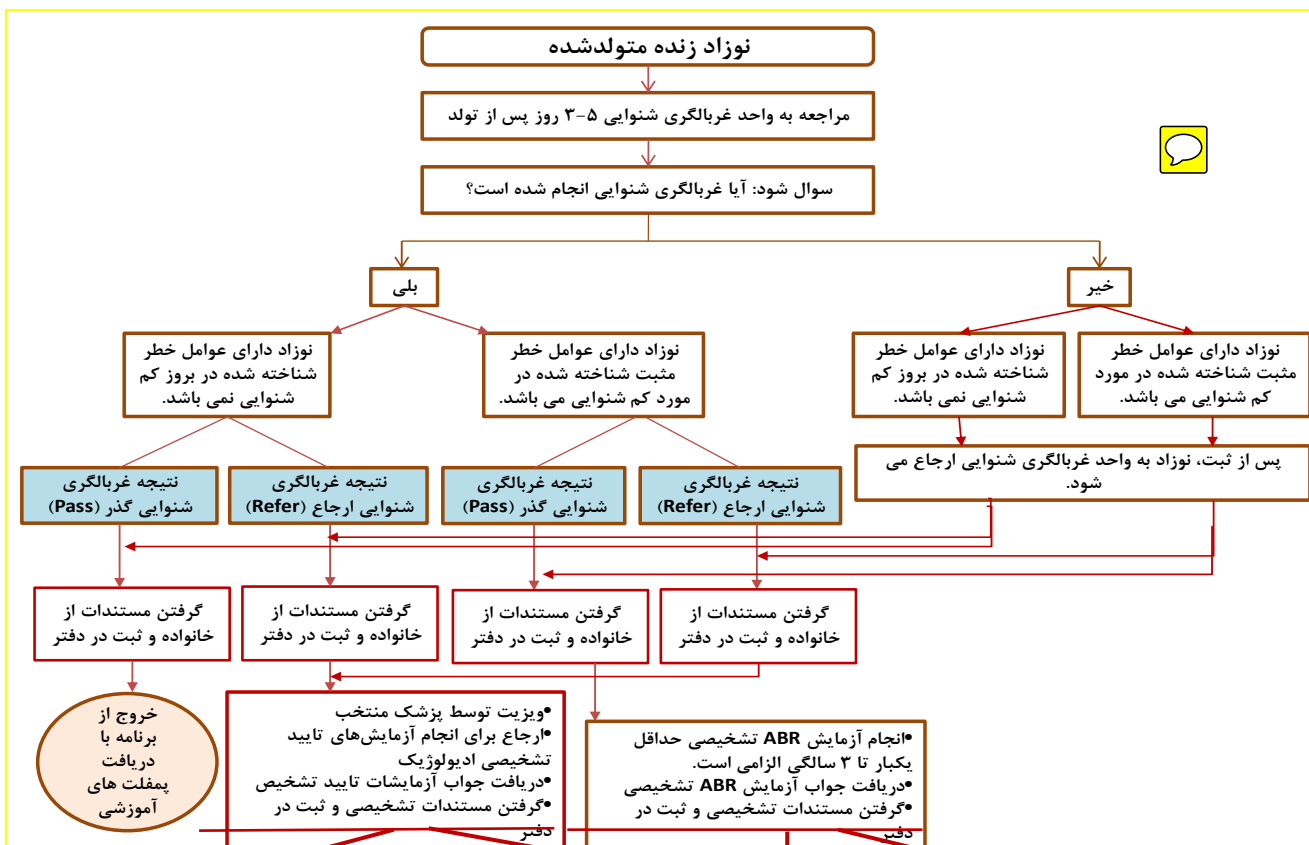 نوزاد زنده متولدشده
مراجعه به واحد غربالگری شنوایی ۵-۳ روز پس از تولد
سوال شود: آیا غربالگری شنوایی انجام شده است؟
خیر
بلی
نوزاد دارای عوامل خطر
مثبت شناخته شده در مورد
کم شنوایی می باشد.
نوزاد دارای عوامل خطر
شناخته شده در بروز کم
شنوایی نمی باشد.
نوزاد دارای عوامل خطر
مثبت شناخته شده در
مورد کم شنوایی می باشد.
نوزاد دارای عوامل خطر
شناخته شده در بروز کم
شنوایی نمی باشد.
پس از ثبت، نوزاد به واحد غربالگری شنوایی ارجاع می
شود.
نتیجه غربالگری
شنوایی ارجاع (Refer)
نتیجه غربالگری
شنوایی گذر (Pass)
نتیجه غربالگری
شنوایی ارجاع (Refer)
نتیجه غربالگری
شنوایی گذر (Pass)
گرفتن مستندات از
خانواده و ثبت در دفتر
گرفتن مستندات از
خانواده و ثبت در دفتر
گرفتن مستندات از
خانواده و ثبت در دفتر
گرفتن مستندات از
خانواده و ثبت در دفتر
•انجام آزمایش ABR تشخیصی حداقل
یکبار تا ۳ سالگی الزامی است.
•دریافت جواب آزمایش ABR تشخیصی
•گرفتن مستندات تشخیصی و ثبت در
دفتر
•ویزیت توسط پزشک منتخب
•ارجاع برای انجام آزمایش‌های تایید
تشخیصی ادیولوژیک
•دریافت جواب آزمایشات تایید تشخیص
•گرفتن مستندات تشخیصی و ثبت در
دفتر
خروج از
برنامه با
دریافت
پمفلت های
آموزشی